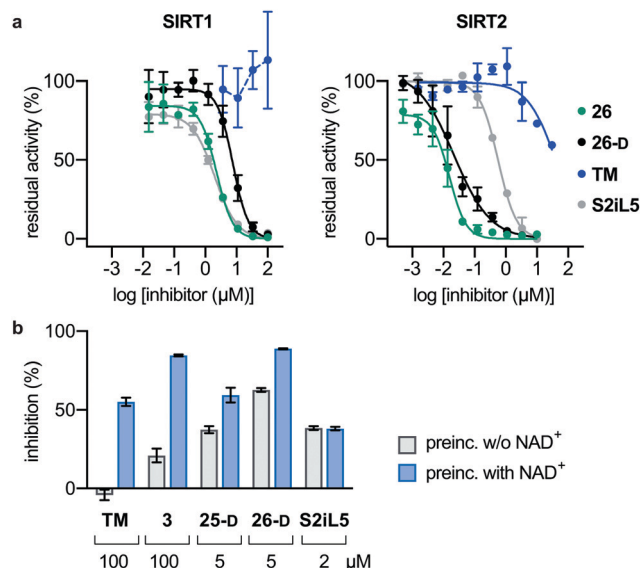 a
SIRT1
SIRT2
residual activity (%)
100
50
0
-3 -2 -1 0 1 2
log [inhibitor (µM)]
residual activity (%)
100
50
0
-3 -2 -1 0 1 2
log [inhibitor (µM)]
26
26-D
TM
S2iL5
b
inhibition (%)
100
50
0
TM 3 25-D 26-D S2iL5
100 100 5 5 2 µM
preinc. w/o NAD⁺
preinc. with NAD⁺